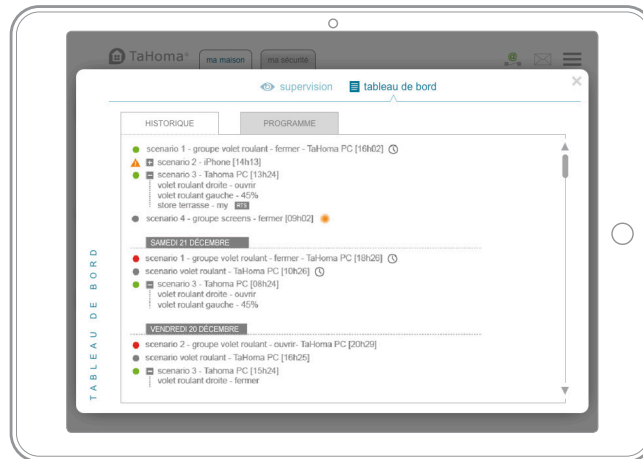 TaHoma®
ma maison
ma sécurité
supervision
tableau de bord
HISTORIQUE
PROGRAMME
scenario 1 - groupe volet roulant - fermer - TaHoma PC [16h02]
scenario 2 - iPhone [14h13]
scenario 3 - Tahoma PC [13h24]
volet roulant droite - ouvrir
volet roulant gauche - 45%
store terrasse - my RTS
scenario 4 - groupe screens - fermer [09h02]
SAMEDI 21 DÉCEMBRE
scenario 1 - groupe volet roulant - fermer - TaHoma PC [18h26]
scenario volet roulant - TaHoma PC [10h26]
scenario 3 - Tahoma PC [08h24]
volet roulant droite - ouvrir
volet roulant gauche - 45%
VENDREDI 20 DÉCEMBRE
scenario 2 - groupe volet roulant - ouvrir- TaHoma PC [20h29]
scenario volet roulant - TaHoma PC [16h25]
scenario 3 - Tahoma PC [15h24]
volet roulant droite - fermer
TABLEAU DE BORD